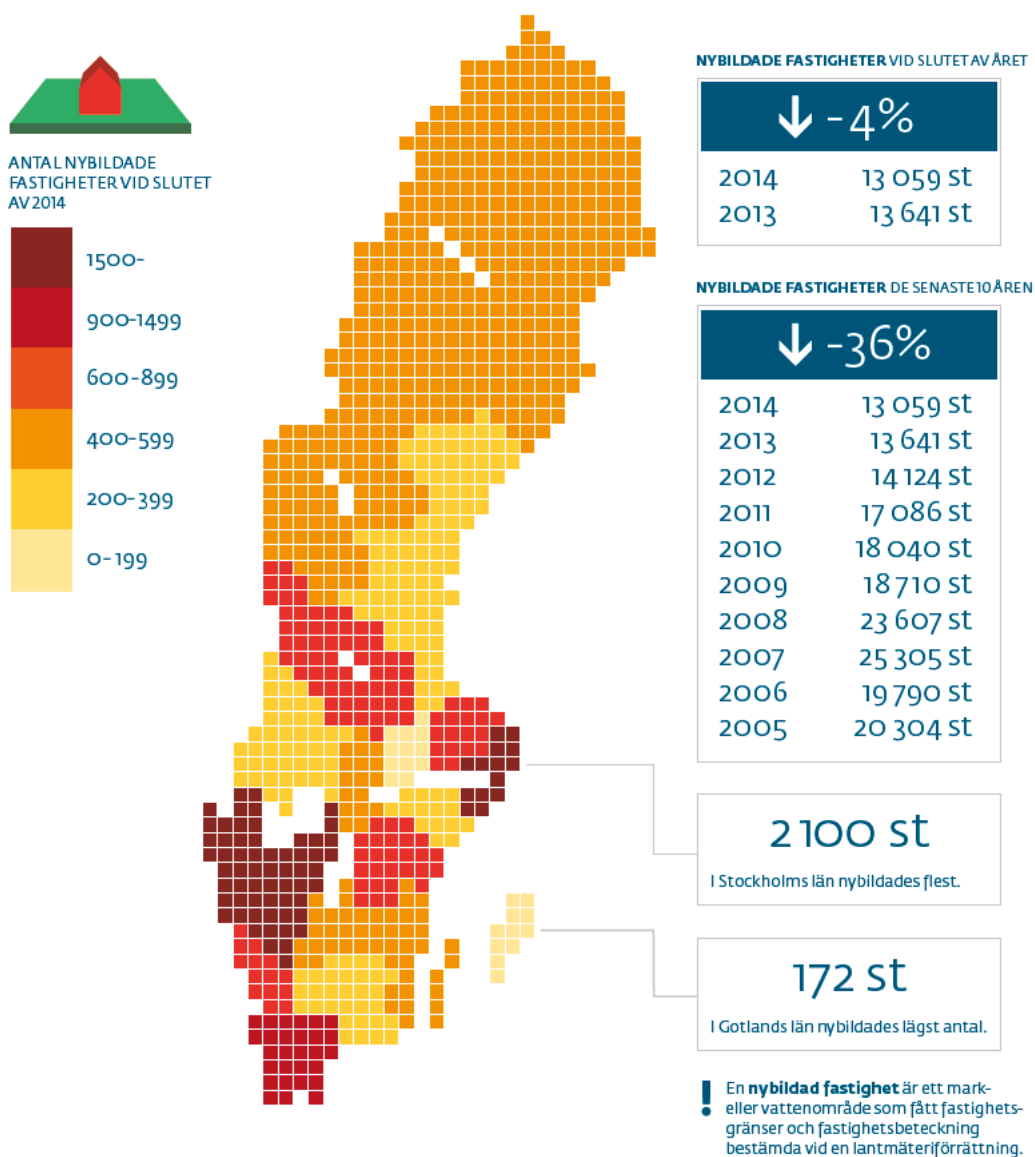 ANTAL NYBILDADE
FASTIGHETER VID SLUTET
AV 2014
1500-
900-1499
600-899
400-599
200-399
0-199
NYBILDADE FASTIGHETER VID SLUTET AV ÅRET
-4%
2014 13 059 st
2013 13 641 st
NYBILDADE FASTIGHETER DE SENASTE 10 ÅREN
-36%
2014 13 059 st
2013 13 641 st
2012 14 124 st
2011 17 086 st
2010 18 040 st
2009 18 710 st
2008 23 607 st
2007 25 305 st
2006 19 790 st
2005 20 304 st
2 100 st
I Stockholms län nybildades flest.
172 st
I Gotlands län nybildades lägst antal.
! En nybildad fastighet är ett mark-
eller vattenområde som fått fastighets-
gränser och fastighetsbeteckning
bestämda vid en lantmäteriförrättning.